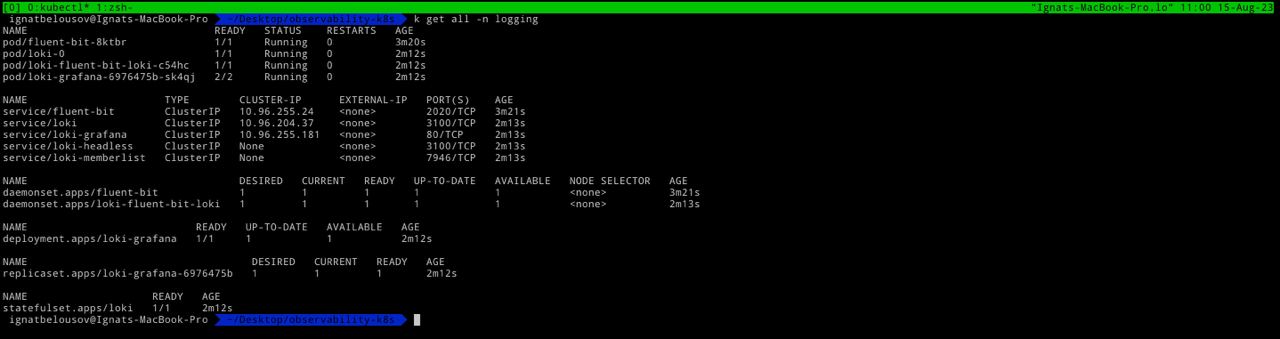 [0] 0:kubectl* 1:zsh- "Ignats-MacBook-Pro.lo" 11:00 15-Aug-23
ignatbelousov@Ignats-MacBook-Pro ~/Desktop/observability-k8s k get all -n logging
NAME READY STATUS RESTARTS AGE
pod/fluent-bit-8ktbr 1/1 Running 0 3m20s
pod/loki-0 1/1 Running 0 2m12s
pod/loki-fluent-bit-loki-c54hc 1/1 Running 0 2m12s
pod/loki-grafana-6976475b-sk4qj 2/2 Running 0 2m12s
NAME TYPE CLUSTER-IP EXTERNAL-IP PORT(S) AGE
service/fluent-bit ClusterIP 10.96.255.24 <none> 2020/TCP 3m21s
service/loki ClusterIP 10.96.204.37 <none> 3100/TCP 2m13s
service/loki-grafana ClusterIP 10.96.255.181 <none> 80/TCP 2m13s
service/loki-headless ClusterIP None <none> 3100/TCP 2m13s
service/loki-memberlist ClusterIP None <none> 7946/TCP 2m13s
NAME DESIRED CURRENT READY UP-TO-DATE AVAILABLE NODE SELECTOR AGE
daemonset.apps/fluent-bit 1 1 1 1 1 <none> 3m21s
daemonset.apps/loki-fluent-bit-loki 1 1 1 1 1 <none> 2m13s
NAME READY UP-TO-DATE AVAILABLE AGE
deployment.apps/loki-grafana 1/1 1 1 2m12s
NAME DESIRED CURRENT READY AGE
replicaset.apps/loki-grafana-6976475b 1 1 1 2m12s
NAME READY AGE
statefulset.apps/loki 1/1 2m12s
ignatbelousov@Ignats-MacBook-Pro ~/Desktop/observability-k8s